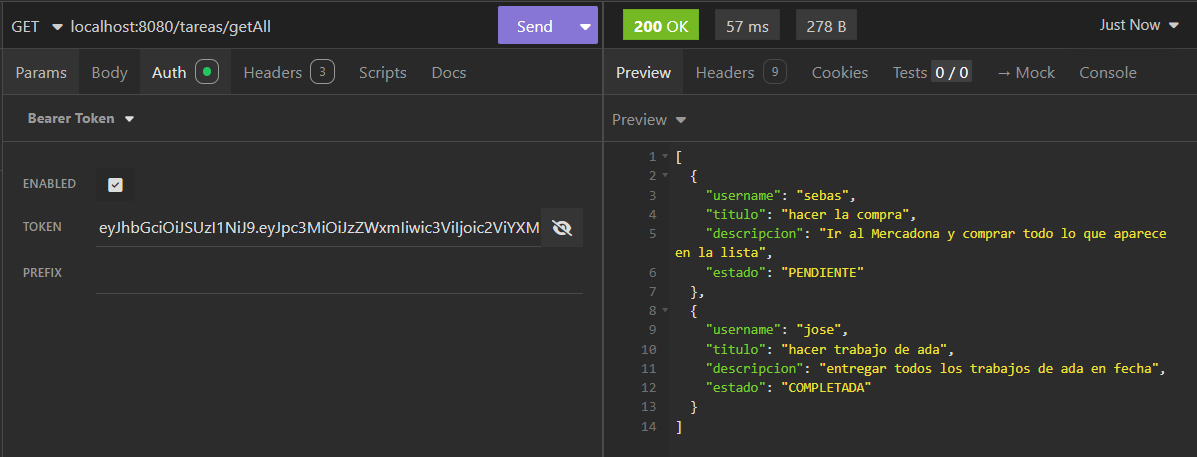 GET localhost:8080/tareas/getAll Send
200 OK 57 ms 278 B Just Now
Params Body Auth Headers 3 Scripts Docs
Preview Headers 9 Cookies Tests 0 / 0 → Mock Console
Bearer Token
Preview
ENABLED
TOKEN eyJhbGciOiJSUzI1NiJ9.eyJpc3MiOiJzZWxmIiwic3ViIjoic2ViYXM
PREFIX
1 [
2 {
3 "username": "sebas",
4 "titulo": "hacer la compra",
5 "descripcion": "Ir al Mercadona y comprar todo lo que aparece
en la lista",
6 "estado": "PENDIENTE"
7 },
8 {
9 "username": "jose",
10 "titulo": "hacer trabajo de ada",
11 "descripcion": "entregar todos los trabajos de ada en fecha",
12 "estado": "COMPLETADA"
13 }
14 ]